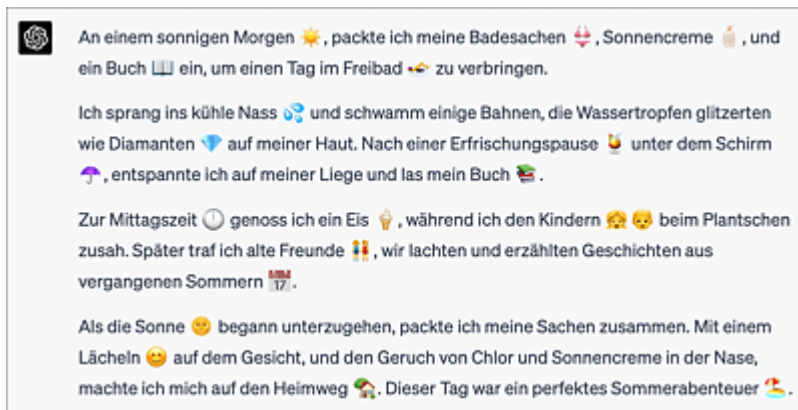 An einem sonnigen Morgen ☀️, packte ich meine Badesachen 👙, Sonnencreme 🧴, und
ein Buch 📖 ein, um einen Tag im Freibad 🏊 zu verbringen.
Ich sprang ins kühle Nass 💦 und schwamm einige Bahnen, die Wassertropfen glitzerten
wie Diamanten 💎 auf meiner Haut. Nach einer Erfrischungspause 🍹 unter dem Schirm
☂️, entspannte ich auf meiner Liege und las mein Buch 📚.
Zur Mittagszeit 🕛 genoss ich ein Eis 🍦, während ich den Kindern 👧👦 beim Plantschen
zusah. Später traf ich alte Freunde 👭, wir lachten und erzählten Geschichten aus
vergangenen Sommern 📅.
Als die Sonne 🌞 begann unterzugehen, packte ich meine Sachen zusammen. Mit einem
Lächeln 😊 auf dem Gesicht, und den Geruch von Chlor und Sonnencreme in der Nase,
machte ich mich auf den Heimweg 🏡. Dieser Tag war ein perfektes Sommerabenteuer 🏖️.